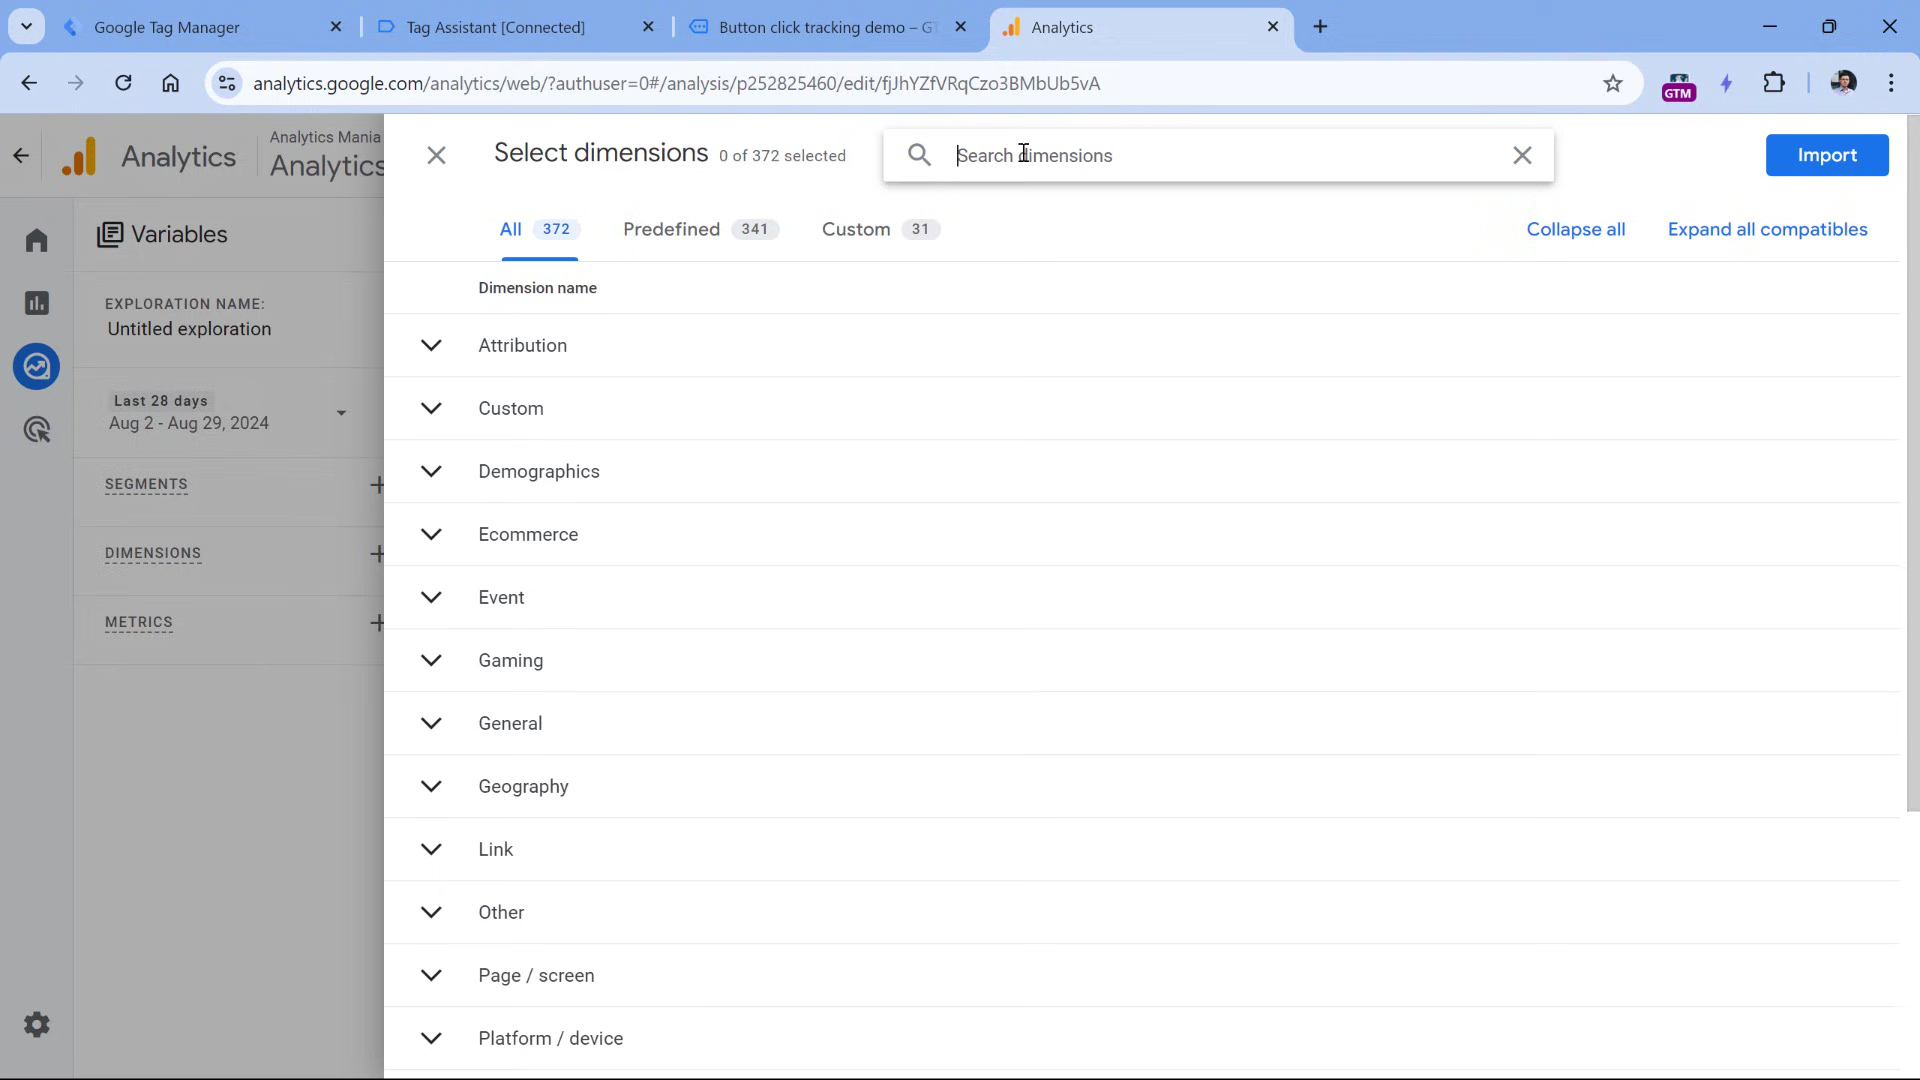 Google Tag Manager
Tag Assistant [Connected]
Button click tracking demo – GT
Analytics
analytics.google.com/analytics/web/?authuser=0#/analysis/p252825460/edit/fjJhYZfVRqCzo3BMbUb5vA
GTM
Analytics
Analytics Mania
Analytics
Select dimensions 0 of 372 selected
Search dimensions
Import
Variables
All 372
Predefined 341
Custom 31
Collapse all
Expand all compatibles
EXPLORATION NAME:
Untitled exploration
Last 28 days
Aug 2 - Aug 29, 2024
SEGMENTS
DIMENSIONS
METRICS
Dimension name
Attribution
Custom
Demographics
Ecommerce
Event
Gaming
General
Geography
Link
Other
Page / screen
Platform / device